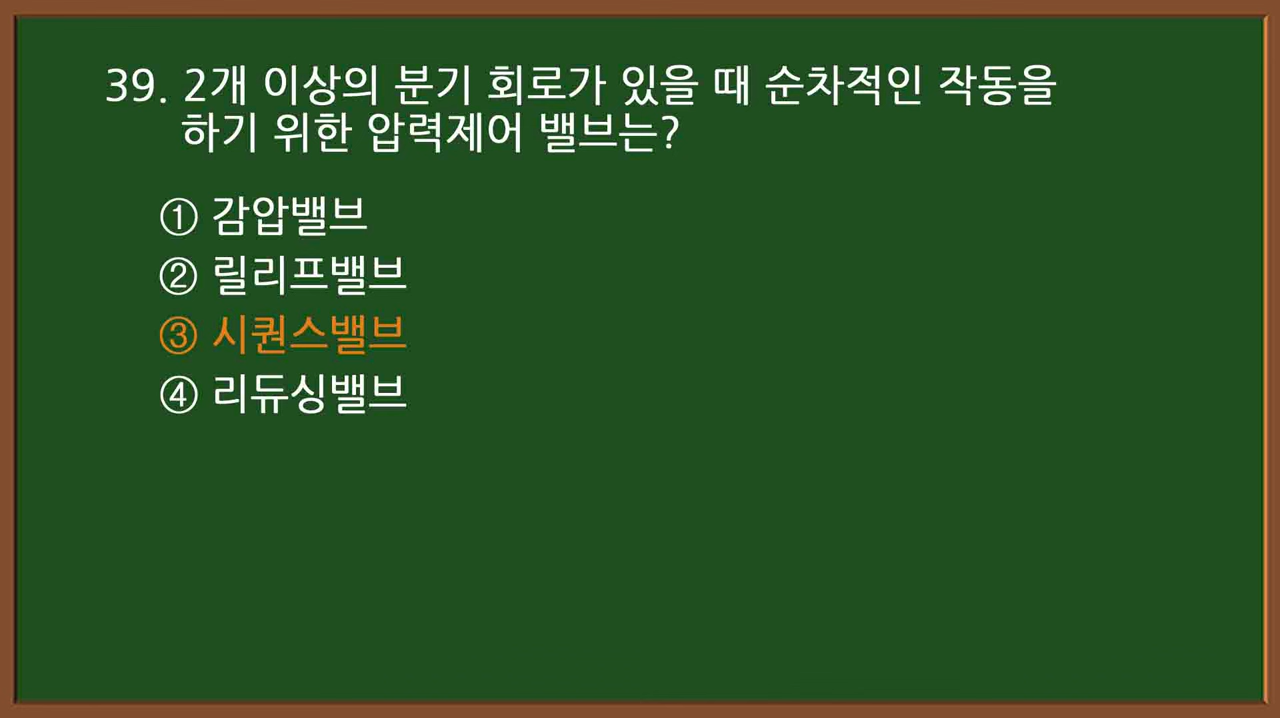 39. 2개 이상의 분기 회로가 있을 때 순차적인 작동을
하기 위한 압력제어 밸브는?
① 감압밸브
② 릴리프밸브
③ 시퀀스밸브
④ 리듀싱밸브